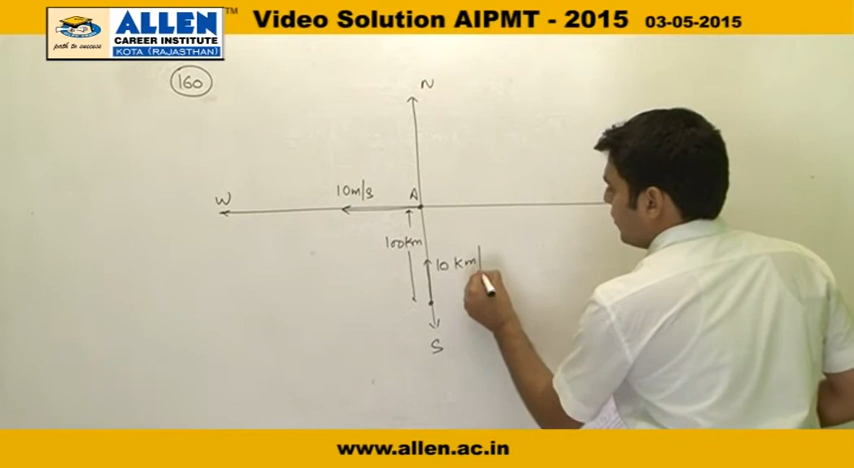 ALLEN
CAREER INSTITUTE
KOTA (RAJASTHAN)
path to success
TM
Video Solution AIPMT - 2015 03-05-2015
160
N
10m/s
A
W
100km
10 km/
S
www.allen.ac.in